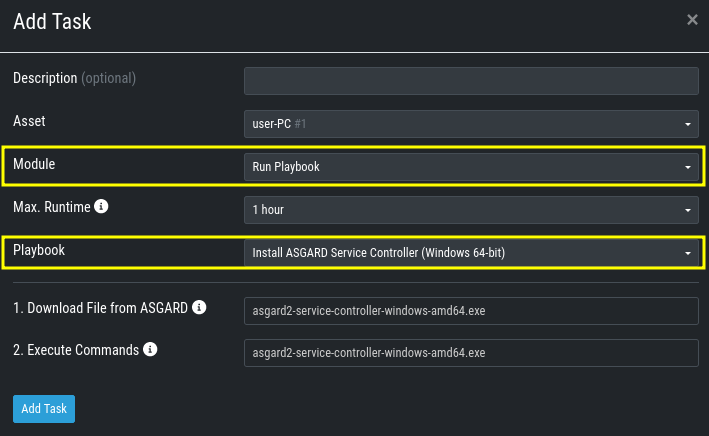 Add Task
×
Description (optional)
Asset
user-PC #1
Module
Run Playbook
Max. Runtime
1 hour
Playbook
Install ASGARD Service Controller (Windows 64-bit)
1. Download File from ASGARD
asgard2-service-controller-windows-amd64.exe
2. Execute Commands
asgard2-service-controller-windows-amd64.exe
Add Task